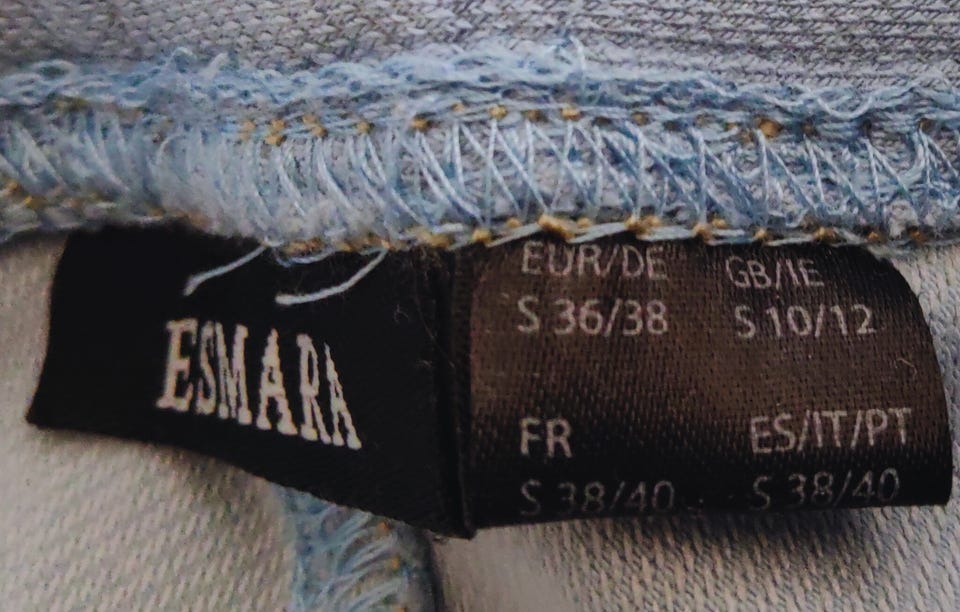 ESMARA
EUR/DE GB/IE
S 36/38 S 10/12
FR ES/IT/PT
S 38/40 S 38/40